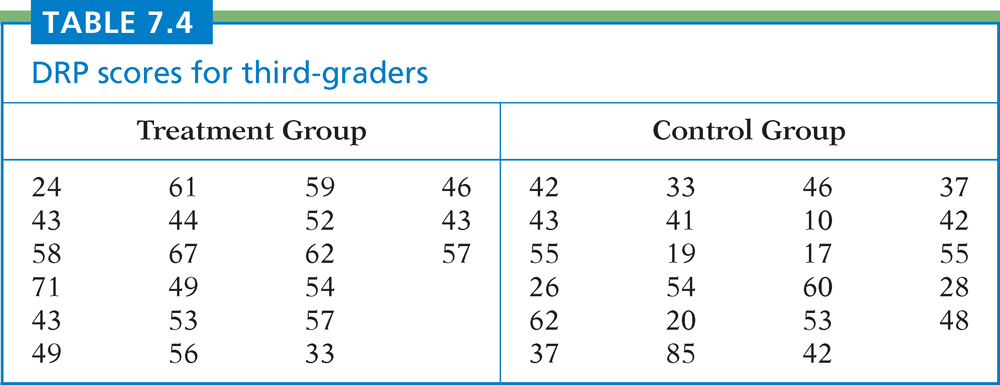 TABLE 7.4
DRP scores for third-graders
Treatment Group Control Group
24 61 59 46 42 33 46 37
43 44 52 43 43 41 10 42
58 67 62 57 55 19 17 55
71 49 54 26 54 60 28
43 53 57 62 20 53 48
49 56 33 37 85 42